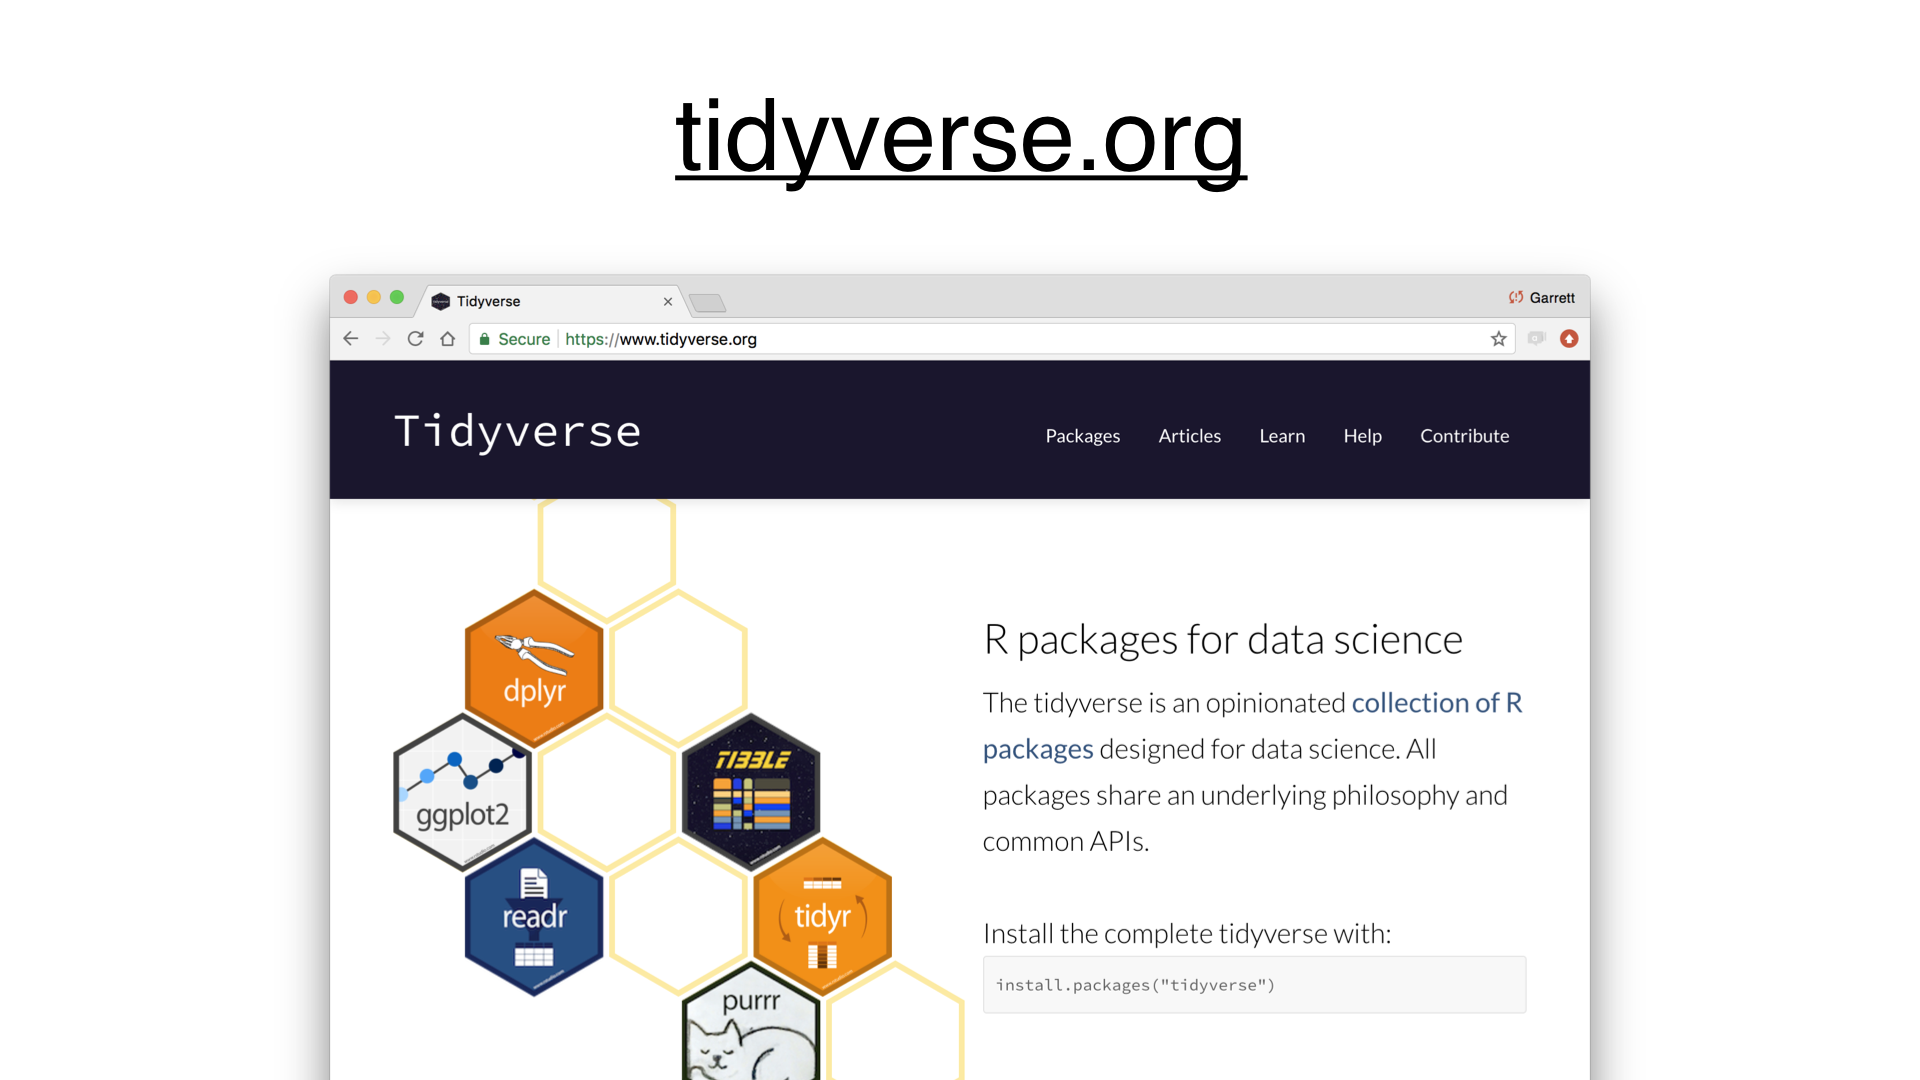 tidyverse.org
Tidyverse
Garrett
Secure https://www.tidyverse.org
Tidyverse
Packages Articles Learn Help Contribute
dplyr
ggplot2
TIBBLE
readr
tidyr
purrr
R packages for data science
The tidyverse is an opinionated collection of R
packages designed for data science. All
packages share an underlying philosophy and
common APIs.
Install the complete tidyverse with:
install.packages("tidyverse")